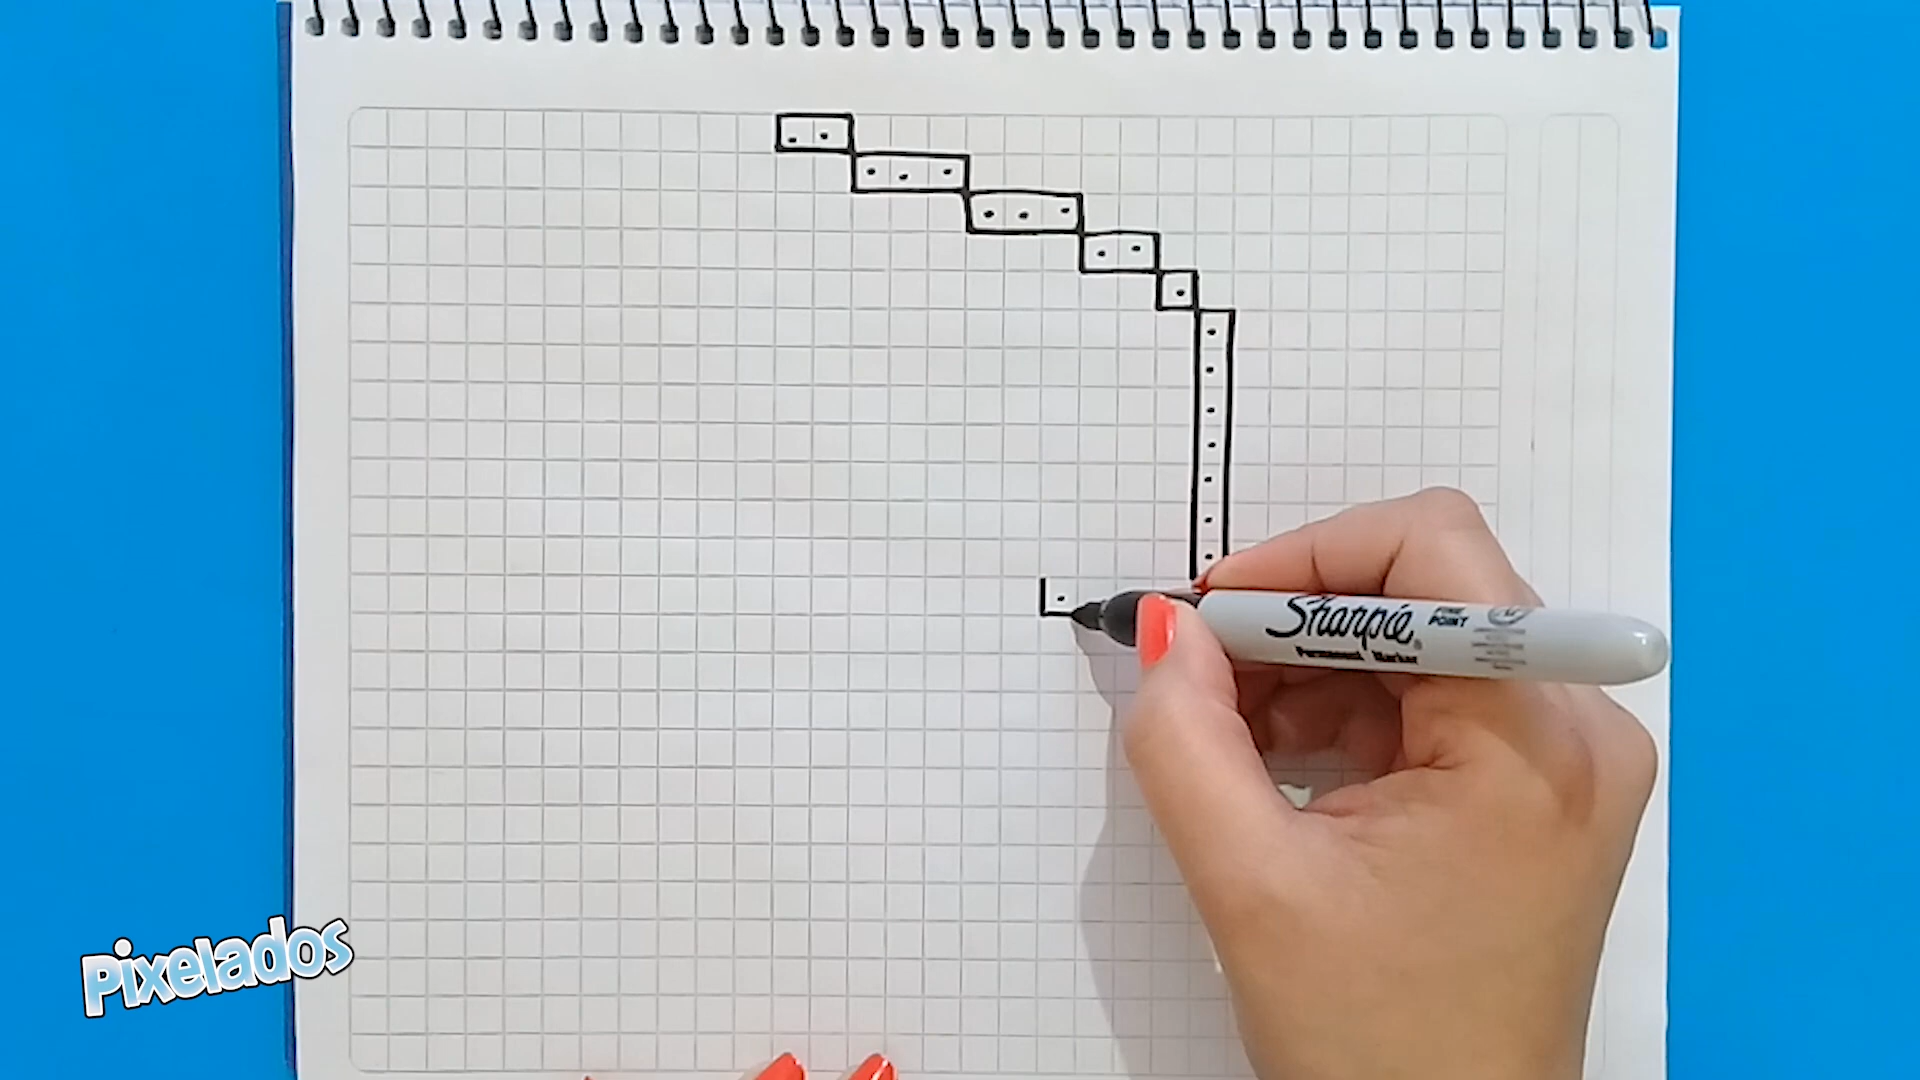 Sharpie
FINE
POINT
Permanent Marker
Pixelados